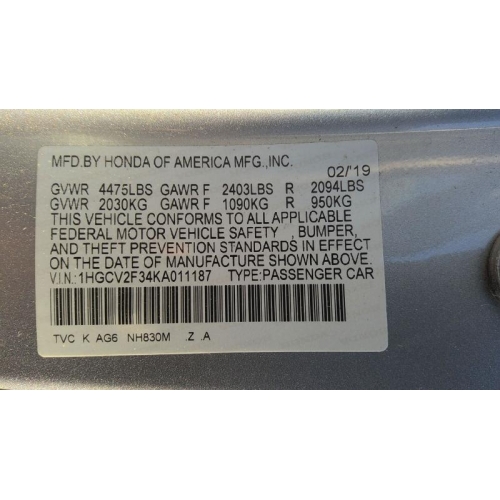 MFD.BY HONDA OF AMERICA MFG.,INC.
02/'19
GVWR 4475LBS GAWR F 2403LBS R 2094LBS
GVWR 2030KG GAWR F 1090KG R 950KG
THIS VEHICLE CONFORMS TO ALL APPLICABLE
FEDERAL MOTOR VEHICLE SAFETY , BUMPER,
AND THEFT PREVENTION STANDARDS IN EFFECT
ON THE DATE OF MANUFACTURE SHOWN ABOVE.
V.I.N.:1HGCV2F34KA011187 TYPE:PASSENGER CAR
TVC K AG6 NH830M .Z .A